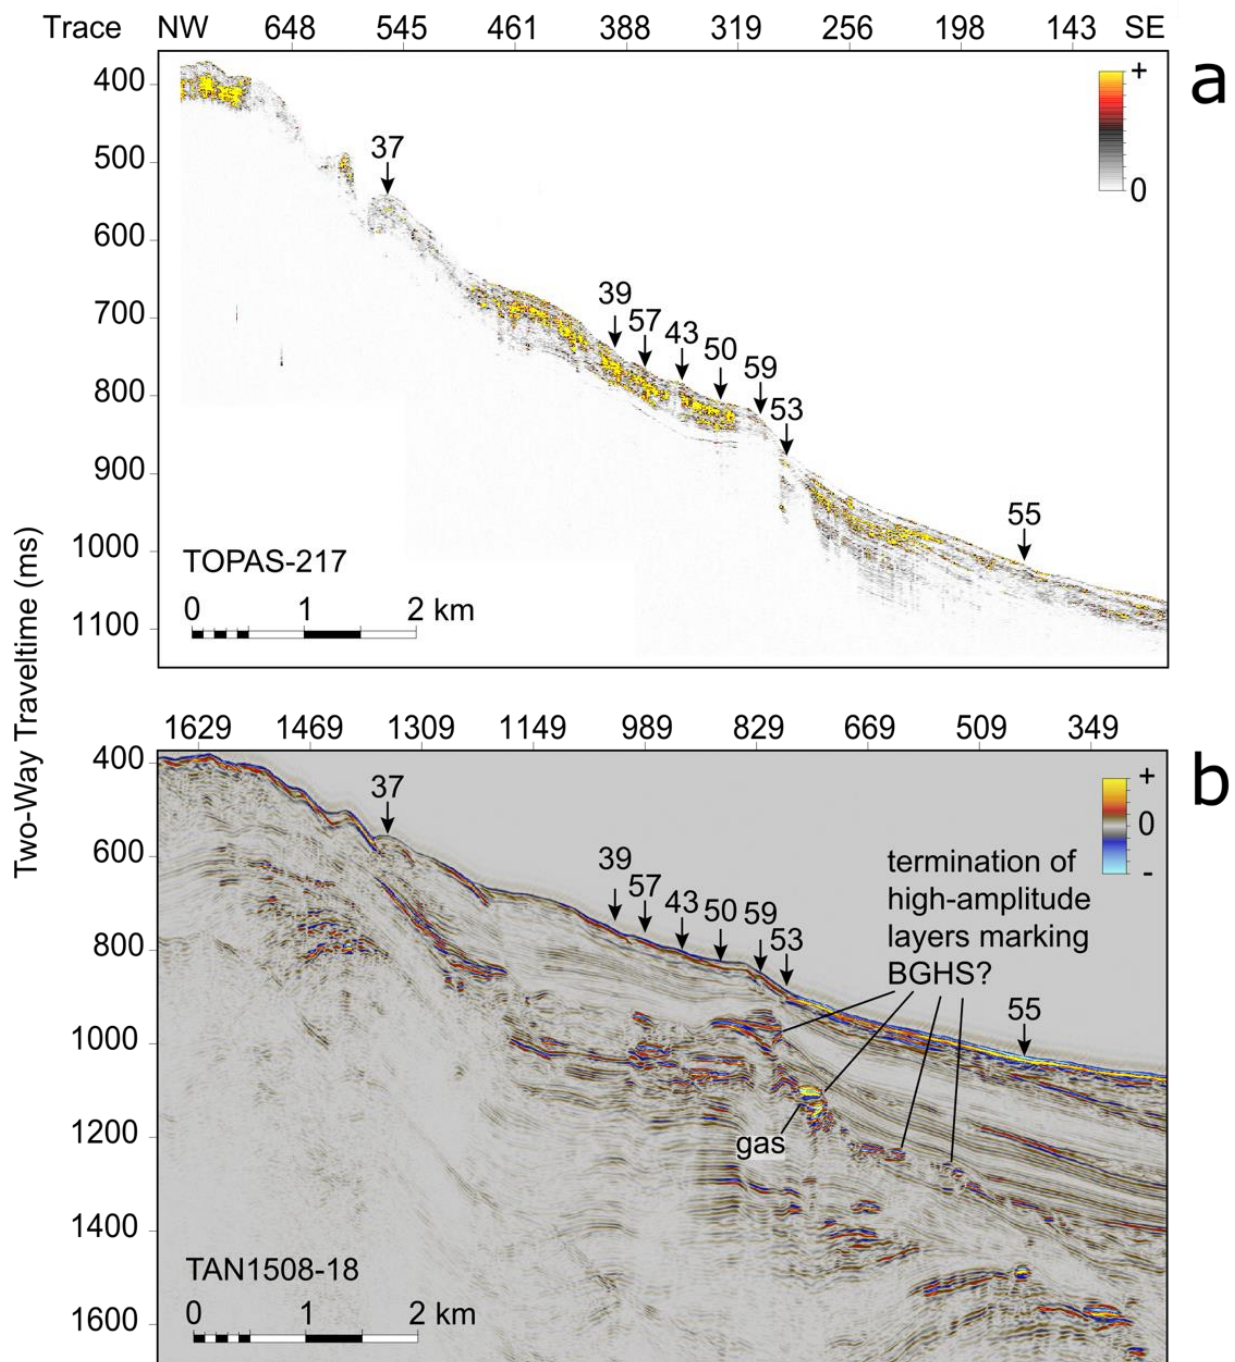 Trace NW 648 545 461 388 319 256 198 143 SE
a
400
+
0
500
37
600
700
39
57
43
50
59
800
53
900
55
1000
TOPAS-217
0 1 2 km
1100
Two-Way Traveltime (ms)
1629 1469 1309 1149 989 829 669 509 349
b
400
+
0
-
37
600
39
57
43
50
59
53
termination of
high-amplitude
layers marking
BGHS?
800
55
1000
gas
1200
1400
TAN1508-18
0 1 2 km
1600